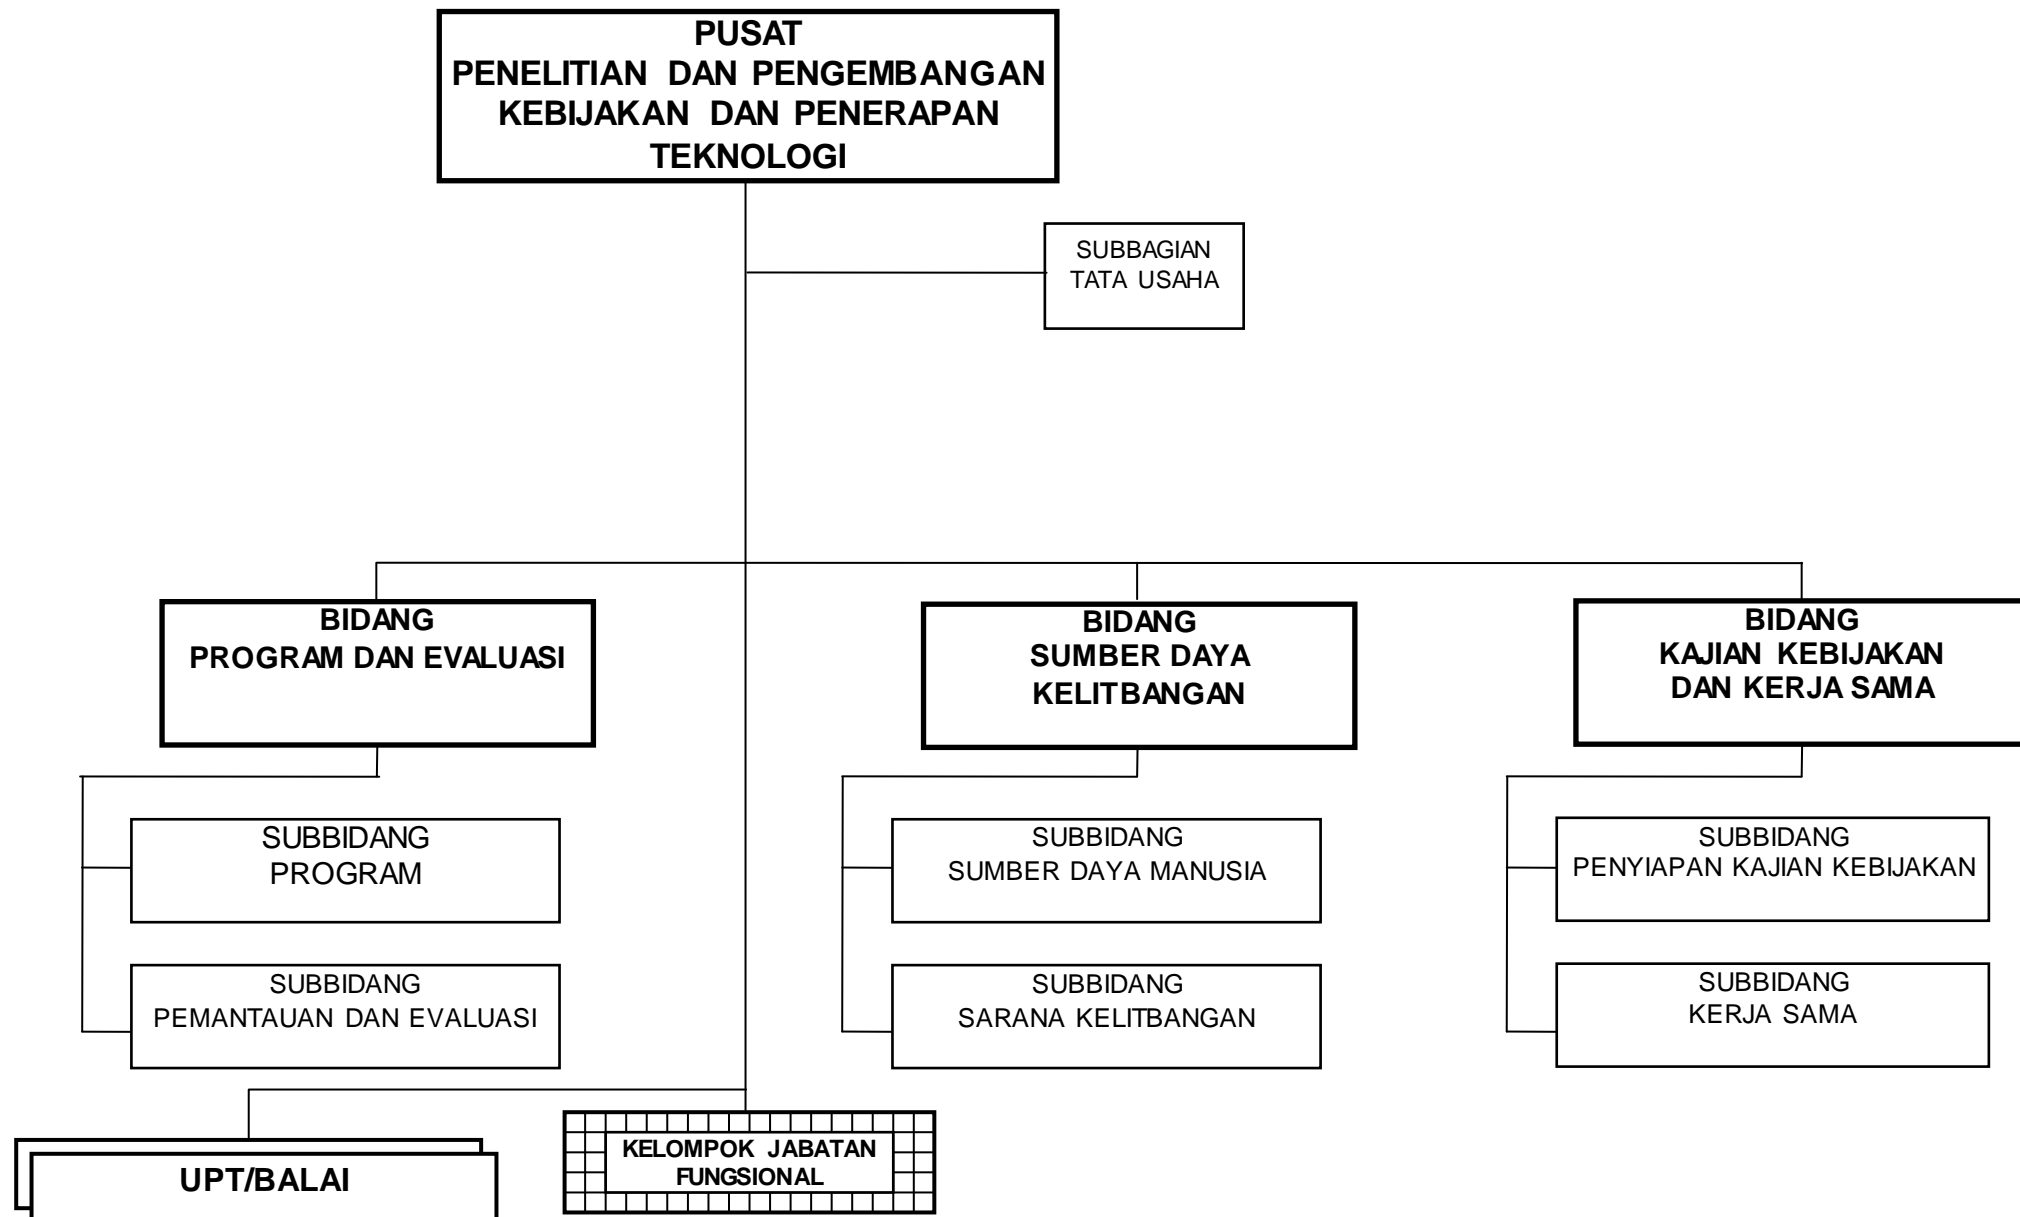 PUSAT
PENELITIAN DAN PENGEMBANGAN
KEBIJAKAN DAN PENERAPAN
TEKNOLOGI
SUBBAGIAN
TATA USAHA
BIDANG
PROGRAM DAN EVALUASI
BIDANG
SUMBER DAYA
KELITBANGAN
BIDANG
KAJIAN KEBIJAKAN
DAN KERJA SAMA
SUBBIDANG
PROGRAM
SUBBIDANG
SUMBER DAYA MANUSIA
SUBBIDANG
PENYIAPAN KAJIAN KEBIJAKAN
SUBBIDANG
PEMANTAUAN DAN EVALUASI
SUBBIDANG
SARANA KELITBANGAN
SUBBIDANG
KERJA SAMA
UPT/BALAI
KELOMPOK JABATAN
FUNGSIONAL